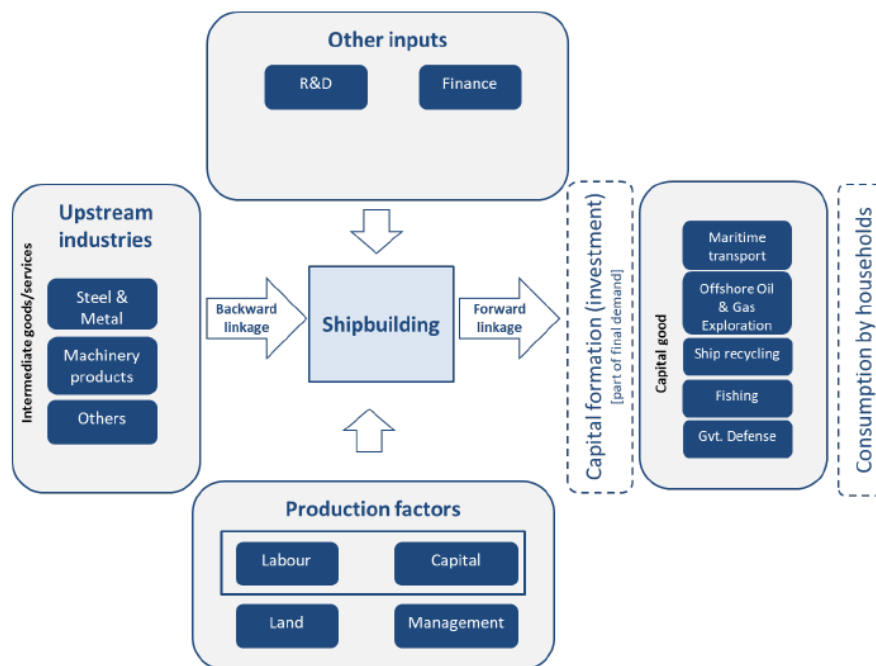 Other inputs
R&D
Finance
Upstream
industries
Intermediate goods/services
Steel &
Metal
Machinery
products
Others
Backward
linkage
Shipbuilding
Forward
linkage
Capital formation (investment)
[part of final demand]
Capital good
Maritime
transport
Offshore Oil
& Gas
Exploration
Ship recycling
Fishing
Gvt. Defense
Consumption by households
Production factors
Labour
Capital
Land
Management